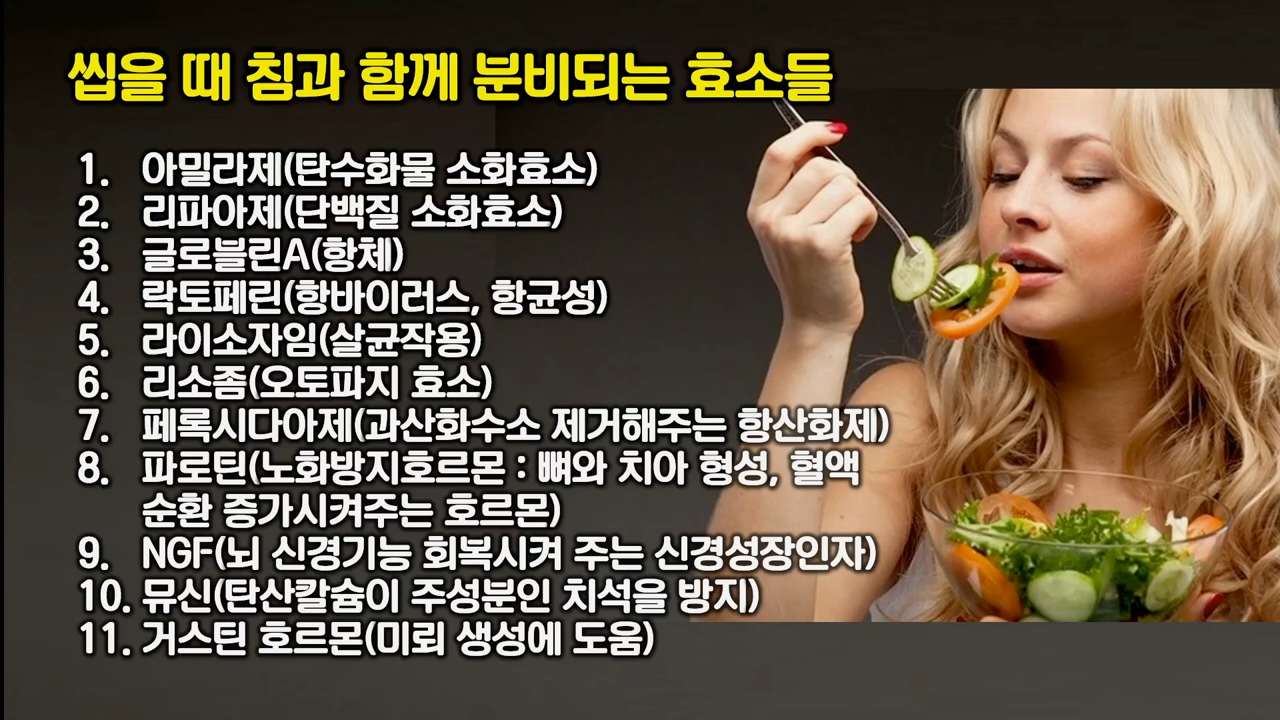 씹을 때 침과 함께 분비되는 효소들
1. 아밀라제(탄수화물 소화효소)
2. 리파아제(단백질 소화효소)
3. 글로블린A(항체)
4. 락토페린(항바이러스, 항균성)
5. 라이소자임(살균작용)
6. 리소좀(오토파지 효소)
7. 페록시다아제(과산화수소 제거해주는 항산화제)
8. 파로틴(노화방지호르몬 : 뼈와 치아 형성, 혈액
순환 증가시켜주는 호르몬)
9. NGF(뇌 신경기능 회복시켜 주는 신경성장인자)
10. 뮤신(탄산칼슘이 주성분인 치석을 방지)
11. 거스틴 호르몬(미뢰 생성에 도움)